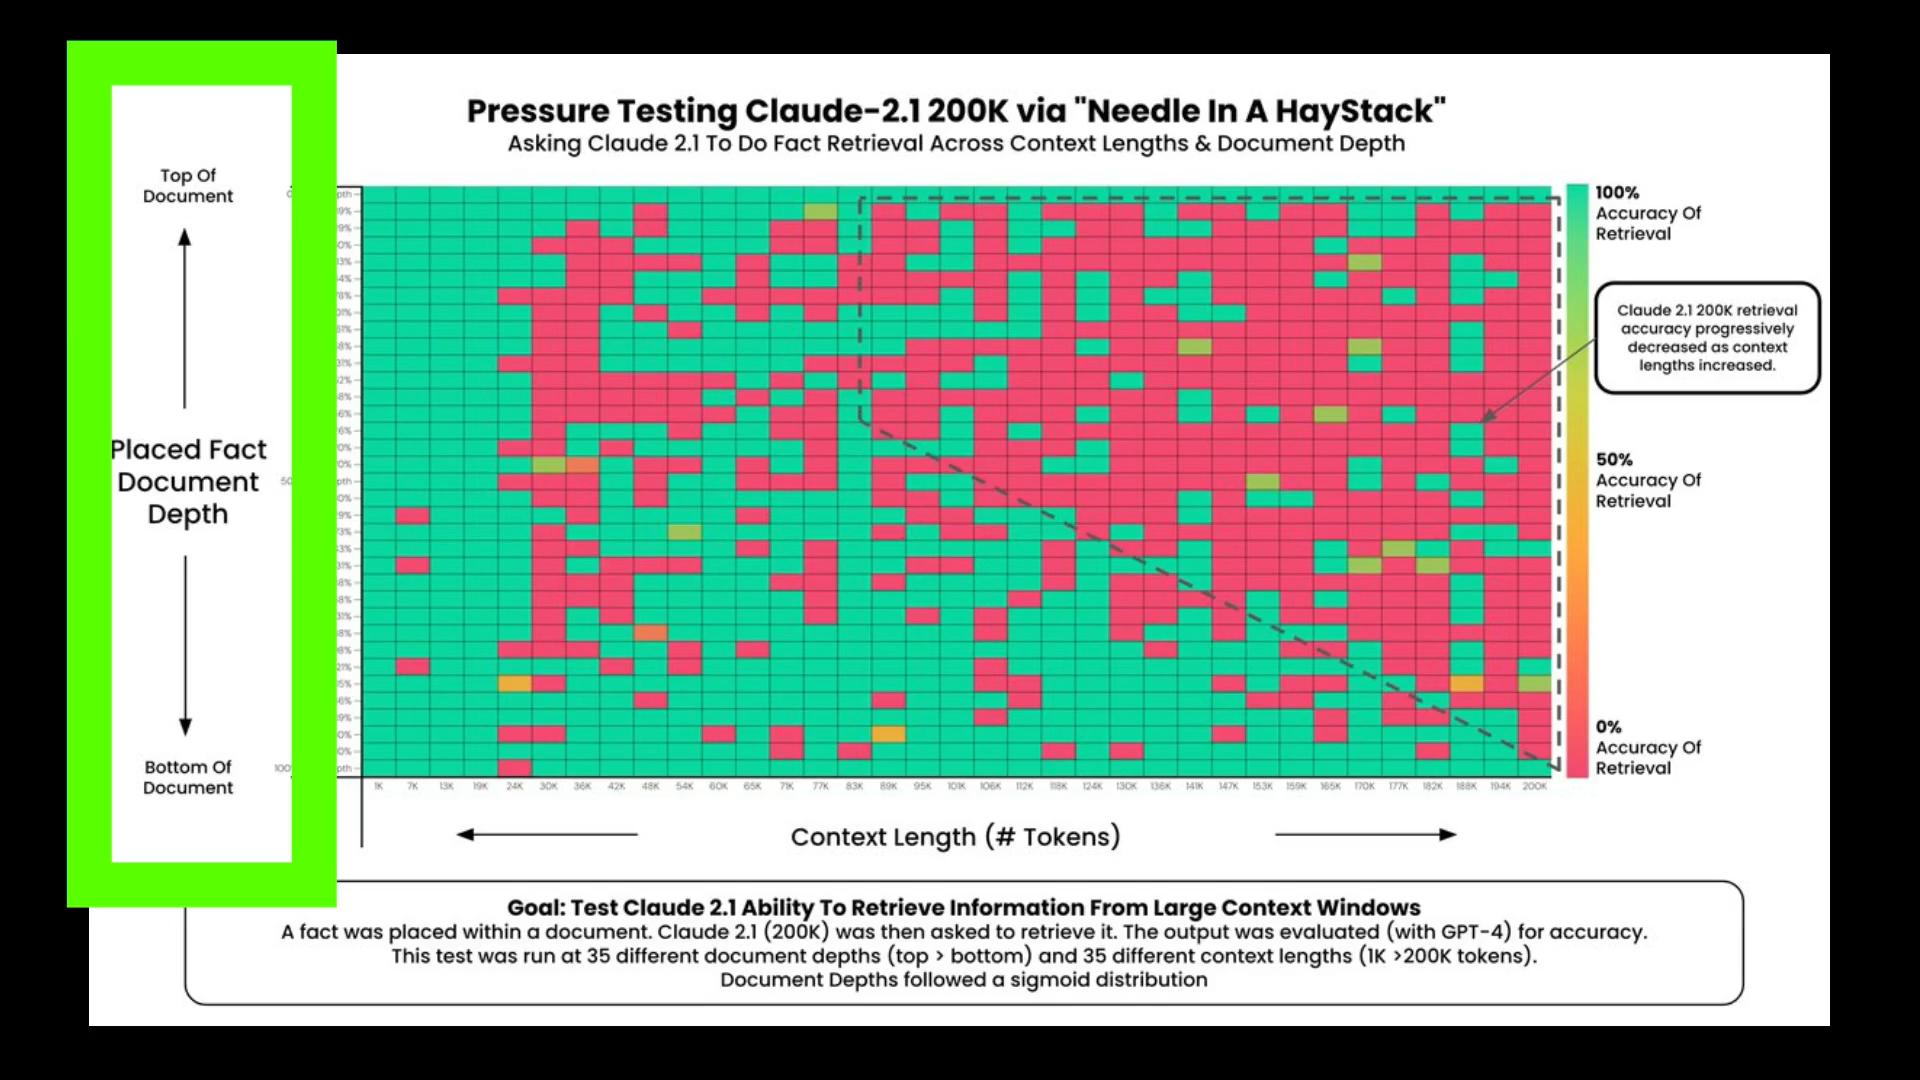 Pressure Testing Claude-2.1 200K via "Needle In A HayStack"
Asking Claude 2.1 To Do Fact Retrieval Across Context Lengths & Document Depth
Top Of
Document
Placed Fact
Document
Depth
Bottom Of
Document
100%
Accuracy Of
Retrieval
Claude 2.1 200K retrieval
accuracy progressively
decreased as context
lengths increased.
50%
Accuracy Of
Retrieval
0%
Accuracy Of
Retrieval
1K 7K 13K 19K 24K 30K 36K 42K 48K 54K 60K 65K 71K 77K 83K 89K 95K 101K 106K 112K 118K 124K 130K 136K 141K 147K 153K 159K 165K 170K 177K 182K 188K 194K 200K
Context Length (# Tokens)
Goal: Test Claude 2.1 Ability To Retrieve Information From Large Context Windows
A fact was placed within a document. Claude 2.1 (200K) was then asked to retrieve it. The output was evaluated (with GPT-4) for accuracy.
This test was run at 35 different document depths (top > bottom) and 35 different context lengths (1K >200K tokens).
Document Depths followed a sigmoid distribution